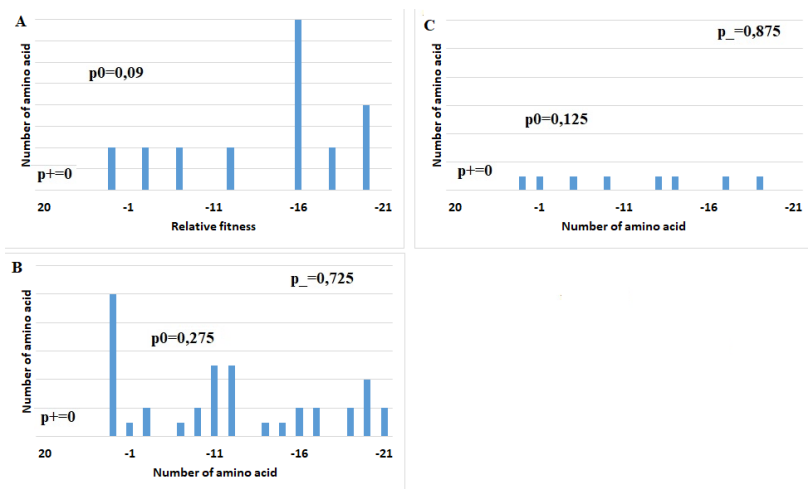 A
Number of amino acid
p0=0,09
p+=0
20 -1 -11 -16 -21
Relative fitness
C
Number of amino acid
p_=0,875
p0=0,125
p+=0
20 -1 -11 -16 -21
Number of amino acid
B
Number of amino acid
p_=0,725
p0=0,275
p+=0
20 -1 -11 -16 -21
Number of amino acid